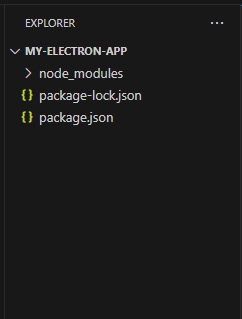 EXPLORER ...
MY-ELECTRON-APP
node_modules
{} package-lock.json
{} package.json